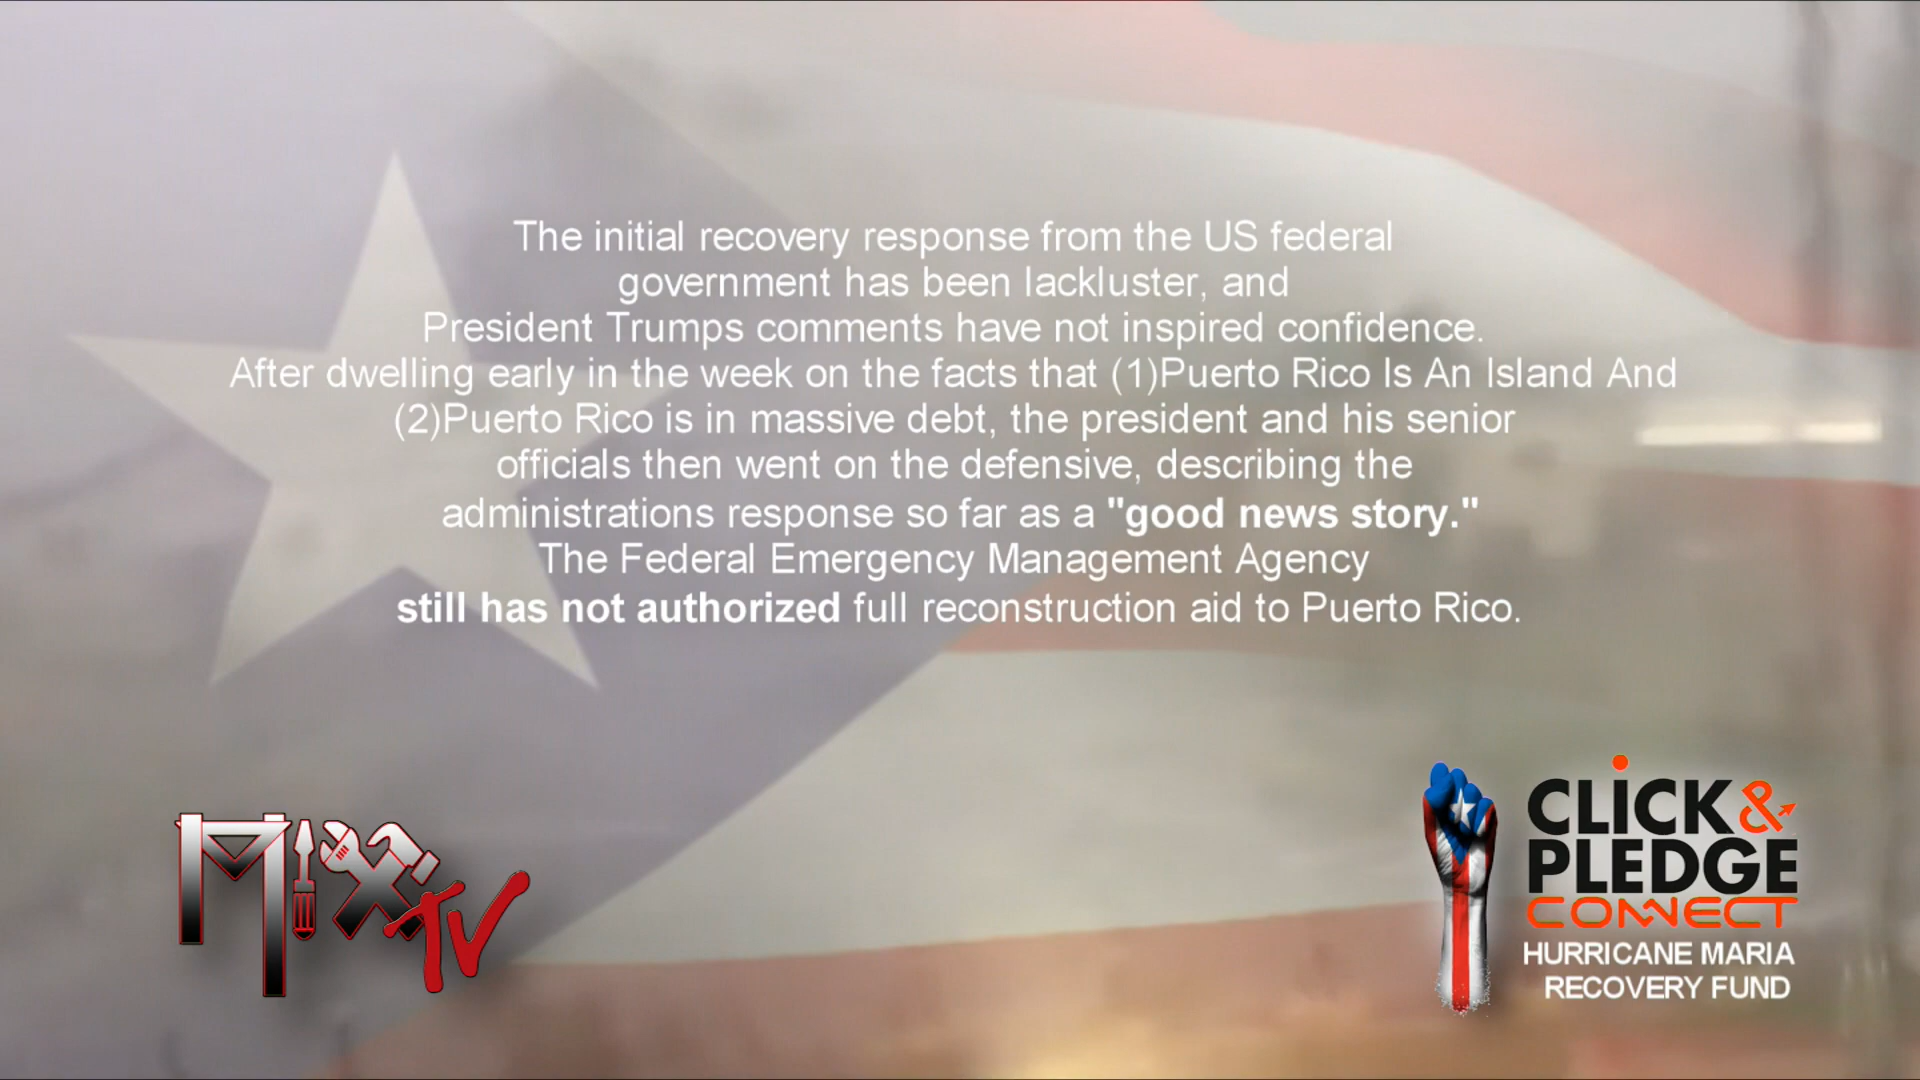 The initial recovery response from the US federal
government has been lackluster, and
President Trumps comments have not inspired confidence.
After dwelling early in the week on the facts that (1)Puerto Rico Is An Island And
(2)Puerto Rico is in massive debt, the president and his senior
officials then went on the defensive, describing the
administrations response so far as a "good news story."
The Federal Emergency Management Agency
still has not authorized full reconstruction aid to Puerto Rico.
MIXX TV
CLICK &
PLEDGE
CONNECT
HURRICANE MARIA
RECOVERY FUND